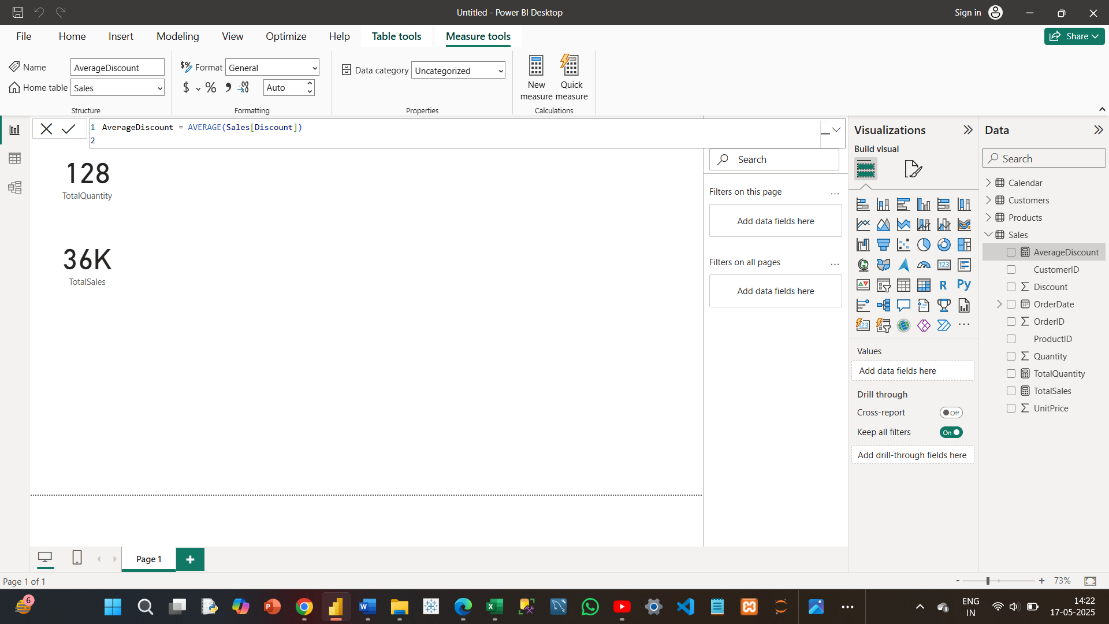 Untitled - Power BI Desktop
Sign in
File
Home
Insert
Modeling
View
Optimize
Help
Table tools
Measure tools
Share
Name
AverageDiscount
Home table
Sales
Structure
Format
General
$
%
Auto
Formatting
Data category
Uncategorized
Properties
New
measure
Quick
measure
Calculations
1 AverageDiscount = AVERAGE(Sales[Discount])
2
128
TotalQuantity
36K
TotalSales
Search
Filters on this page
Add data fields here
Filters on all pages
Add data fields here
Visualizations
Build visual
R
Py
Values
Add data fields here
Drill through
Cross-report
Off
Keep all filters
On
Add drill-through fields here
Data
Search
Calendar
Customers
Products
Sales
AverageDiscount
CustomerID
Discount
OrderDate
OrderID
ProductID
Quantity
TotalQuantity
TotalSales
UnitPrice
Page 1
Page 1 of 1
- + 73%
6
ENG
IN
14:22
17-05-2025